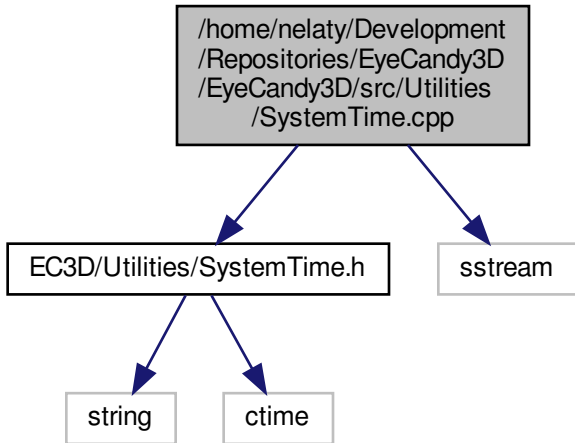 /home/nelaty/Development
/Repositories/EyeCandy3D
/EyeCandy3D/src/Utilities
/SystemTime.cpp
EC3D/Utilities/SystemTime.h
sstream
string
ctime